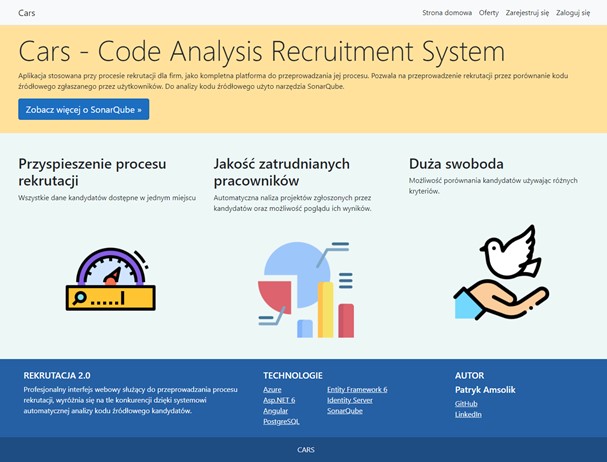 Cars
Strona domowa Oferty Zarejestruj się Zaloguj się
Cars - Code Analysis Recruitment System
Aplikacja stosowana przy procesie rekrutacji dla firm, jako kompletna platforma do przeprowadzania jej procesu. Pozwala na przeprowadzenie rekrutacji przez porównanie kodu
źródłowego zgłaszanego przez użytkowników. Do analizy kodu źródłowego użyto narzędzia SonarQube.
Zobacz więcej o SonarQube »
Przyspieszenie procesu
rekrutacji
Wszystkie dane kandydatów dostępne w jednym miejscu
Jakość zatrudnianych
pracowników
Automatyczna naliza projektów zgłoszonych przez
kandydatów oraz możliwość poglądu ich wyników.
Duża swoboda
Możliwość porównania kandydatów używając różnych
kryteriów.
REKRUTACJA 2.0
Profesjonalny interfejs webowy służący do przeprowadzania procesu
rekrutacji, wyróżnia się na tle konkurencji dzięki systemowi
automatycznej analizy kodu źródłowego kandydatów.
TECHNOLOGIE
Azure
Asp.NET 6
Angular
PostgreSQL
Entity Framework 6
Identity Server
SonarQube
AUTOR
Patryk Amsolik
GitHub
LinkedIn
CARS